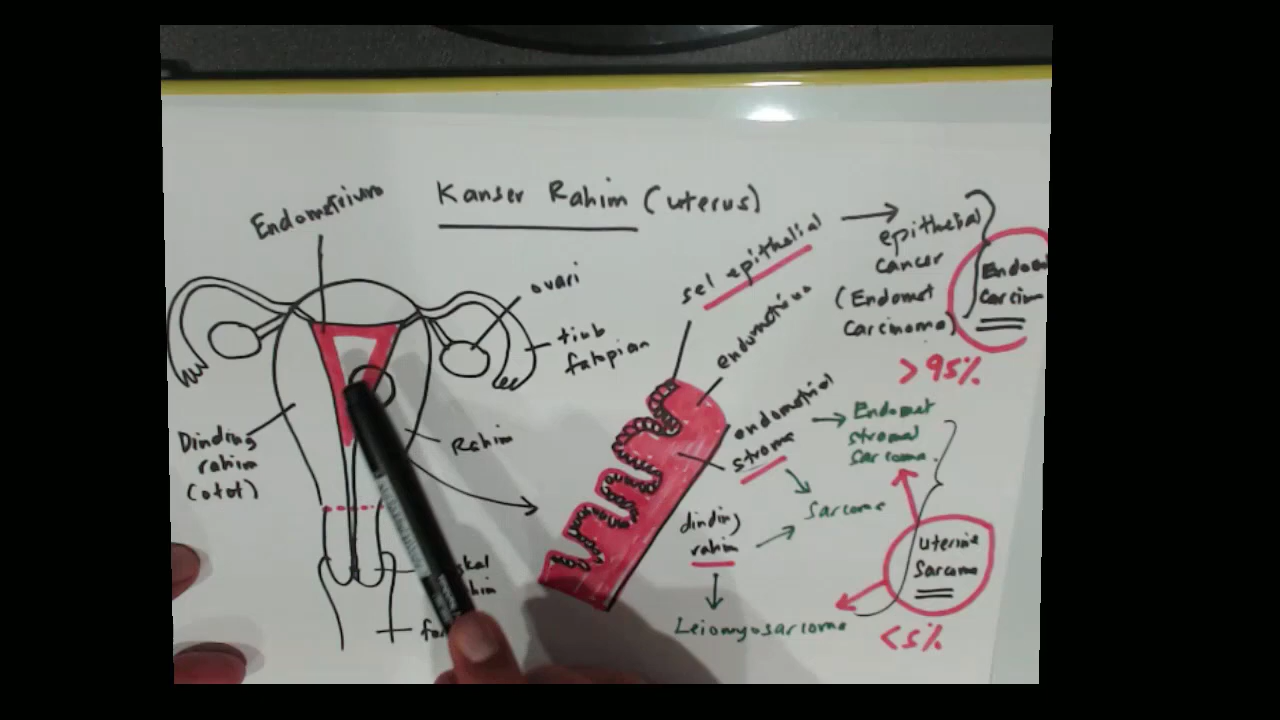 Kanser Rahim (uterus)
Endometrium
ovari
tiub
falopian
Dinding
rahim
(otot)
Rahim
sel epithelial
endometrium
endometrial
stroma
dinding
rahim
epithelial
cancer
(Endomet
Carcinoma)
>95%
Endomet
stromal
sarcoma
Sarcoma
Leiomyosarcoma
uterine
Sarcoma
<5%